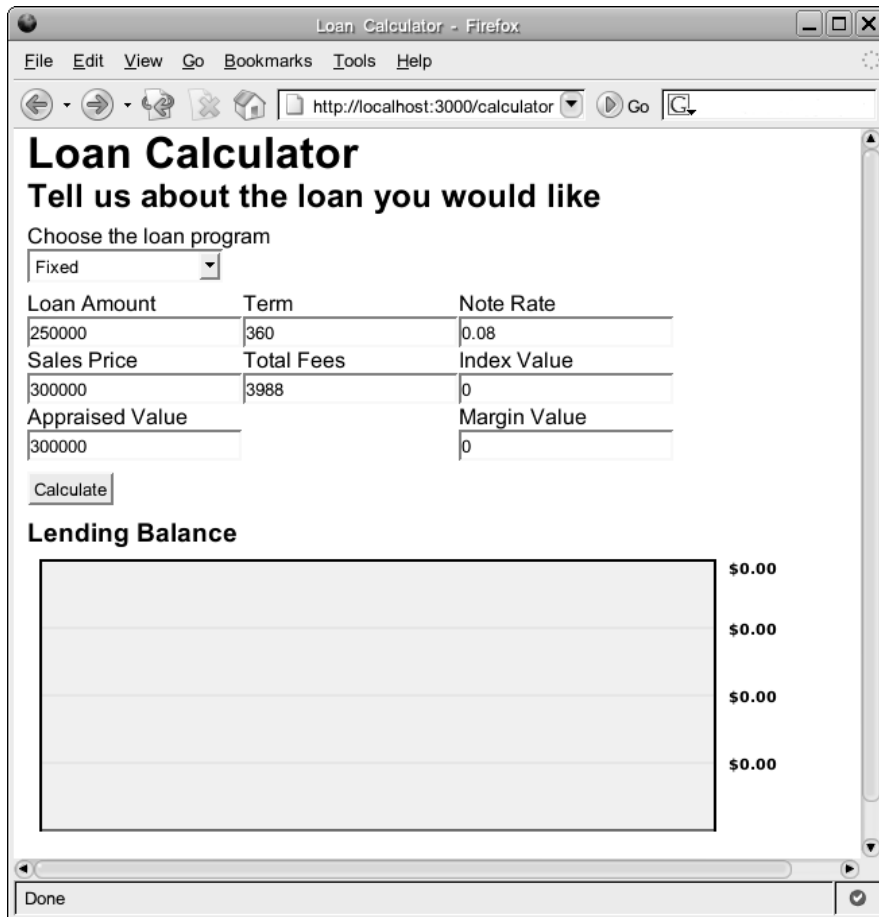 Loan Calculator - Firefox
File Edit View Go Bookmarks Tools Help
http://localhost:3000/calculator Go G
Loan Calculator
Tell us about the loan you would like
Choose the loan program
Fixed
Loan Amount Term Note Rate
250000 360 0.08
Sales Price Total Fees Index Value
300000 3988 0
Appraised Value Margin Value
300000 0
Calculate
Lending Balance
$0.00
$0.00
$0.00
$0.00
Done